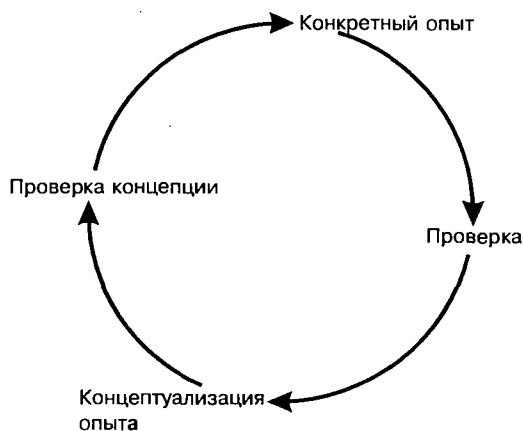 Конкретный опыт
Проверка концепции
Проверка
Концептуализация
опыта